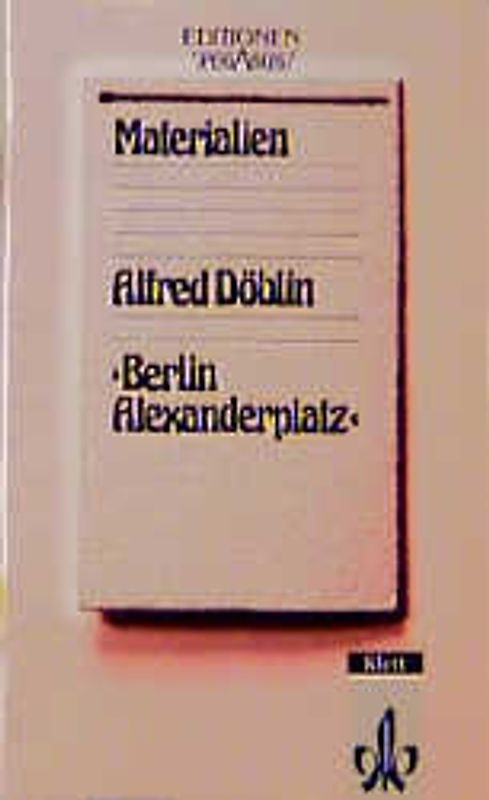 EDITIONEN
Materialien
Alfred Döblin
›Berlin
Alexanderplatz‹
Klett